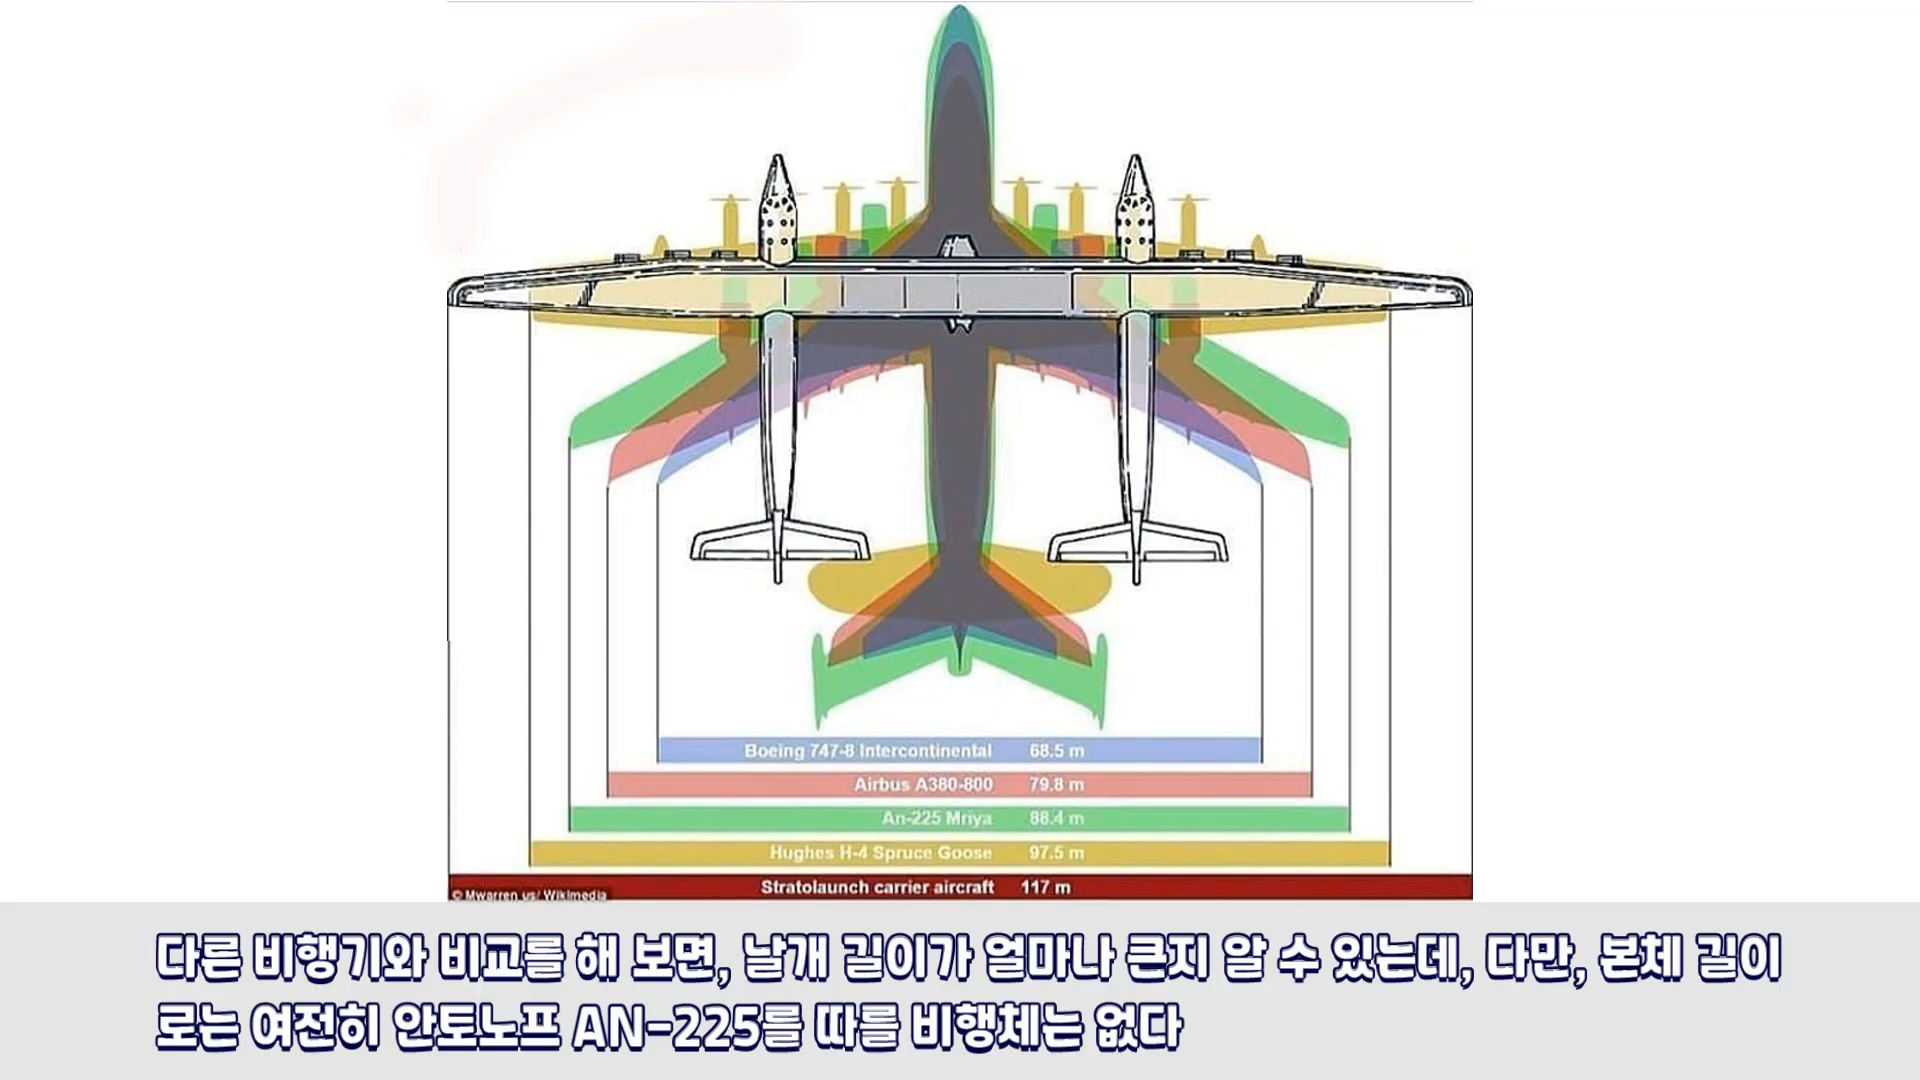 Boeing 747-8 Intercontinental 68.5 m
Airbus A380-800 79.8 m
An-225 Mriya 88.4 m
Hughes H-4 Spruce Goose 97.5 m
Stratolaunch carrier aircraft 117 m
© Mwarren us/ Wikimedia
다른 비행기와 비교를 해 보면, 날개 길이가 얼마나 큰지 알 수 있는데, 다만, 본체 길이
로는 여전히 안토노프 AN-225를 따를 비행체는 없다